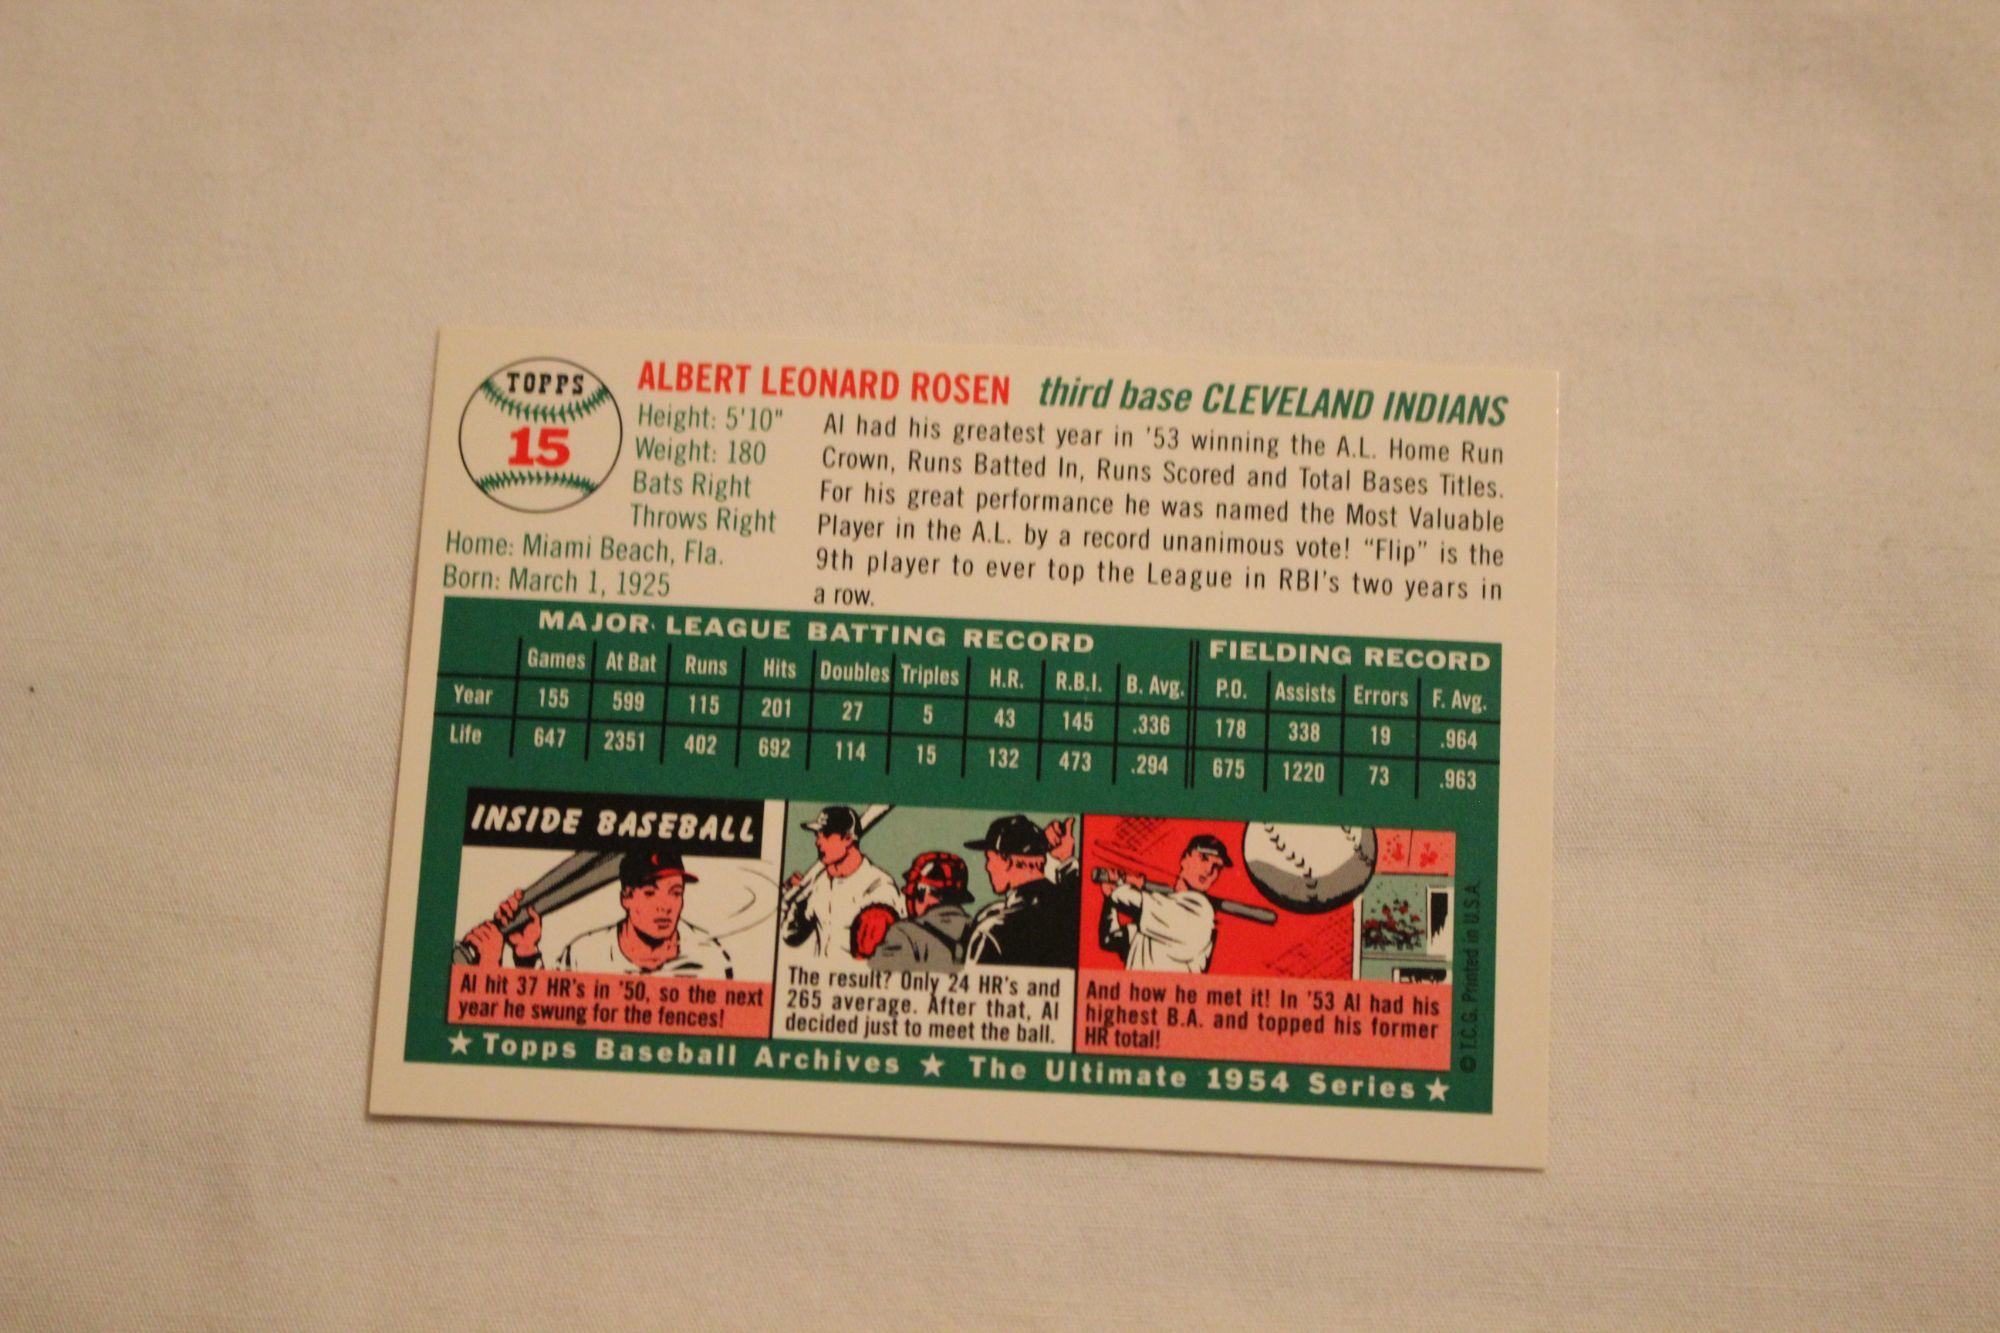 TOPPS
15
ALBERT LEONARD ROSEN third base CLEVELAND INDIANS
Height: 5'10"
Weight: 180
Bats Right
Throws Right
Home: Miami Beach, Fla.
Born: March 1, 1925
Al had his greatest year in '53 winning the A.L. Home Run
Crown, Runs Batted In, Runs Scored and Total Bases Titles.
For his great performance he was named the Most Valuable
Player in the A.L. by a record unanimous vote! "Flip" is the
9th player to ever top the League in RBI's two years in
a row.
MAJOR LEAGUE BATTING RECORD FIELDING RECORD
Games At Bat Runs Hits Doubles Triples H.R. R.B.I. B. Avg. P.O. Assists Errors F. Avg.
Year 155 599 115 201 27 5 43 145 .336 178 338 19 .964
Life 647 2351 402 692 114 15 132 473 .294 675 1220 73 .963
INSIDE BASEBALL
Al hit 37 HR's in '50, so the next
year he swung for the fences!
The result? Only 24 HR's and
265 average. After that, Al
decided just to meet the ball.
And how he met it! In '53 Al had his
highest B.A. and topped his former
HR total!
© T.C.G. Printed in U.S.A.
★ Topps Baseball Archives ★ The Ultimate 1954 Series ★